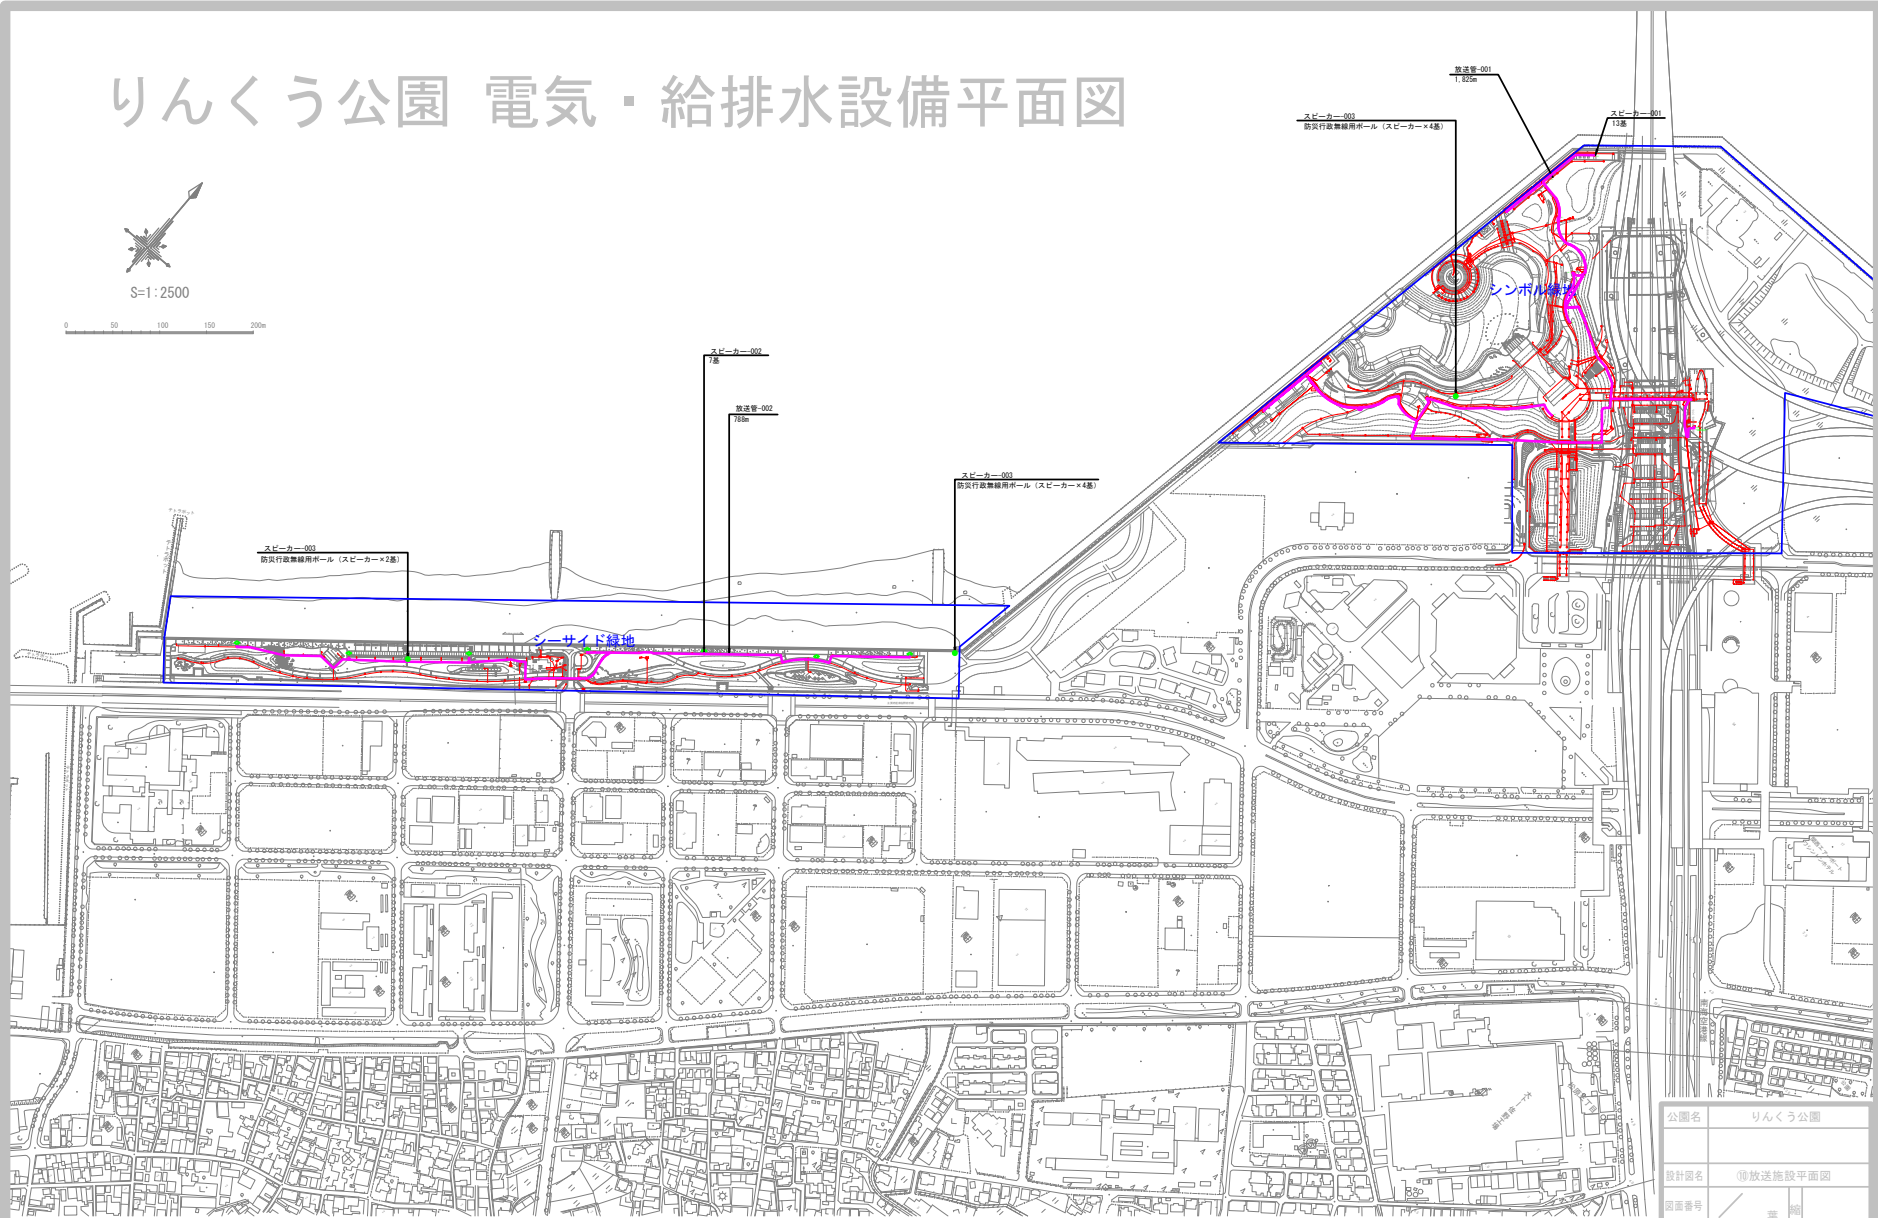 りんくう公園 電気・給排水設備平面図
放送管-001
1,825m
スピーカー-001
13基
スピーカー-003
防災行政無線用ポール（スピーカー×4基）
シンボル緑地
S=1:2500
0 50 100 150 200m
スピーカー-002
7基
放送管-002
788m
スピーカー-003
防災行政無線用ポール（スピーカー×4基）
スピーカー-003
防災行政無線用ポール（スピーカー×2基）
シーサイド緑地
公園名 りんくう公園
設計図名 ⑩放送施設平面図
図面番号 葉 縮